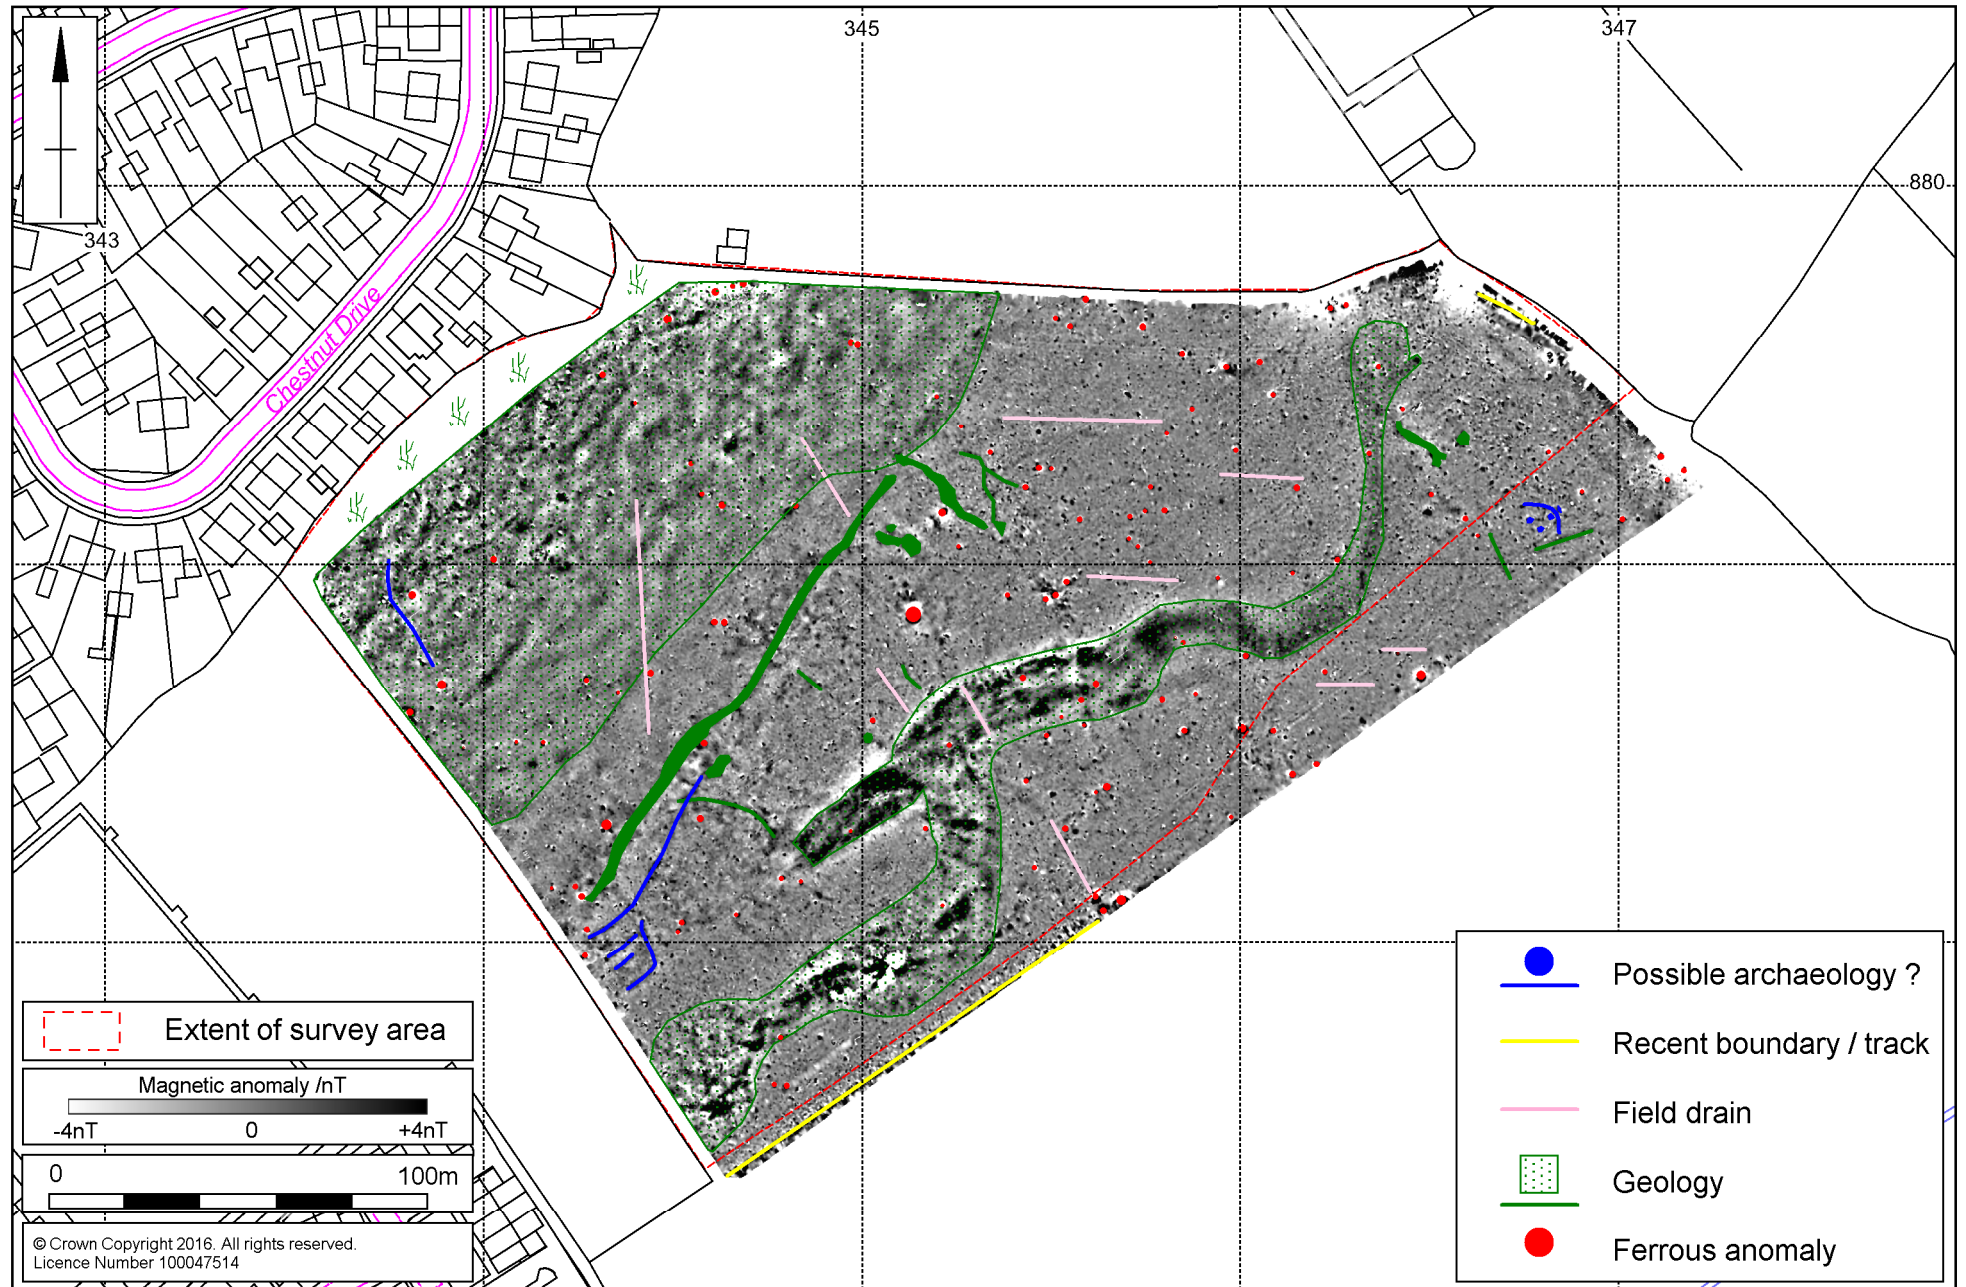 345
347
880
343
Chestnut Drive
Extent of survey area
Magnetic anomaly /nT
-4nT 0 +4nT
0 100m
© Crown Copyright 2016. All rights reserved.
Licence Number 100047514
Possible archaeology ?
Recent boundary / track
Field drain
Geology
Ferrous anomaly